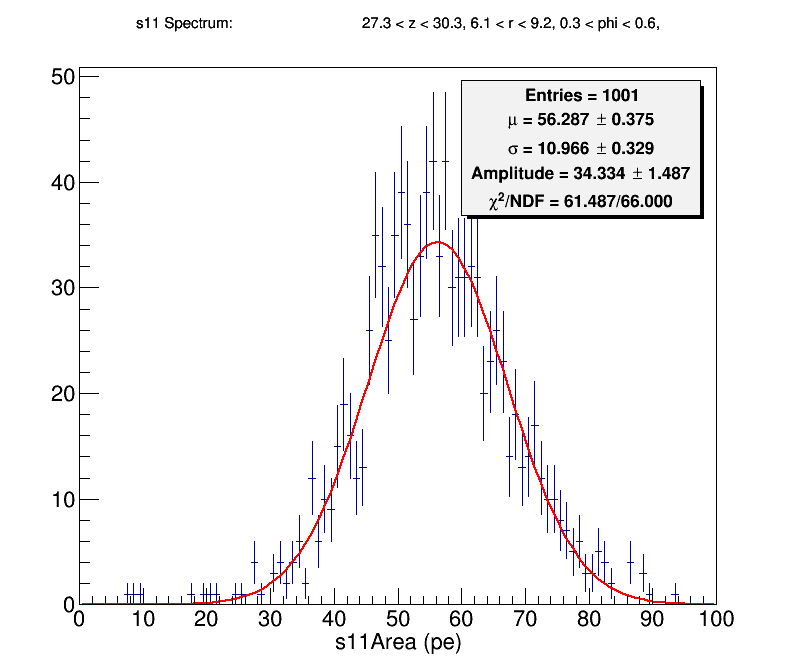 s11 Spectrum: 27.3 < z < 30.3, 6.1 < r < 9.2, 0.3 < phi < 0.6,
Entries = 1001
μ = 56.287 ± 0.375
σ = 10.966 ± 0.329
Amplitude = 34.334 ± 1.487
χ²/NDF = 61.487/66.000
50
40
30
20
10
0
0 10 20 30 40 50 60 70 80 90 100
s11Area (pe)